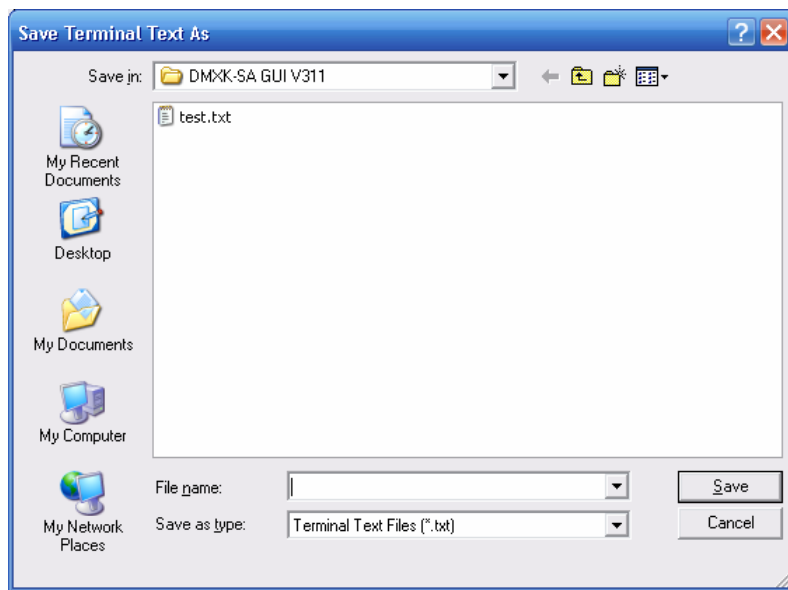 Save Terminal Text As
Save in:
DMXK-SA GUI V311
test.txt
My Recent
Documents
Desktop
My Documents
My Computer
My Network
Places
File name:
Save
Save as type:
Terminal Text Files (*.txt)
Cancel